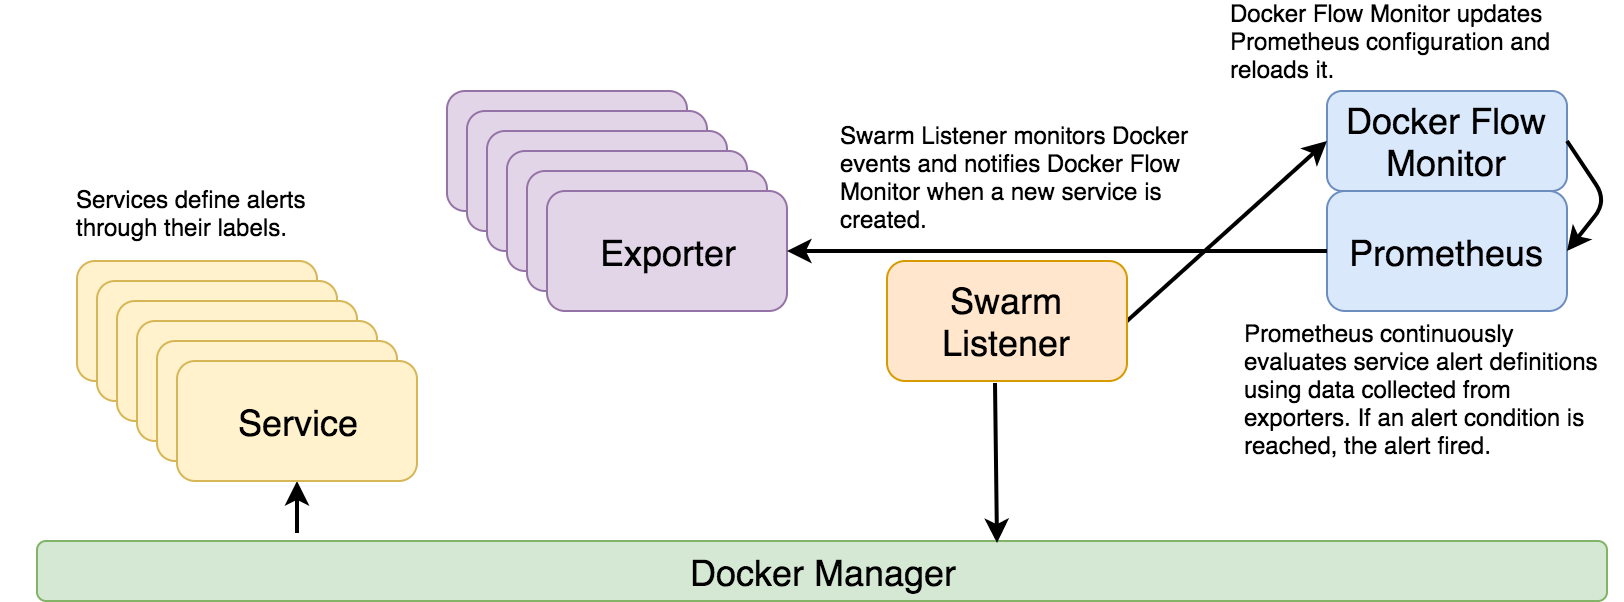 Docker Flow Monitor updates
Prometheus configuration and
reloads it.
Docker Flow
Monitor
Swarm Listener monitors Docker
events and notifies Docker Flow
Monitor when a new service is
created.
Services define alerts
through their labels.
Exporter
Prometheus
Swarm
Listener
Prometheus continuously
evaluates service alert definitions
using data collected from
exporters. If an alert condition is
reached, the alert fired.
Service
Docker Manager